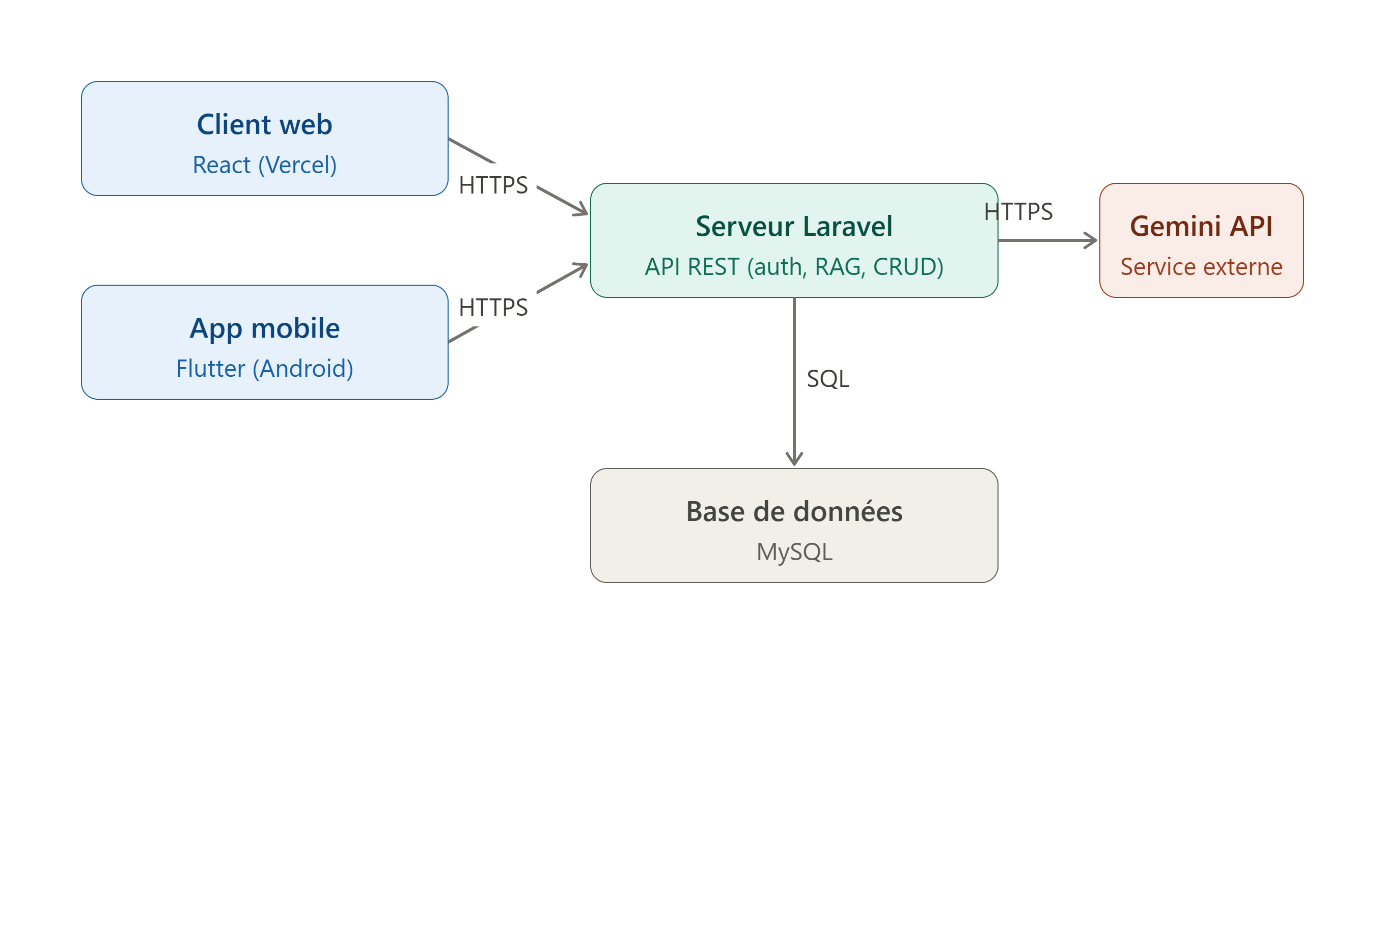 Client web
React (Vercel)
HTTPS
App mobile
Flutter (Android)
HTTPS
Serveur Laravel
API REST (auth, RAG, CRUD)
HTTPS
Gemini API
Service externe
SQL
Base de données
MySQL